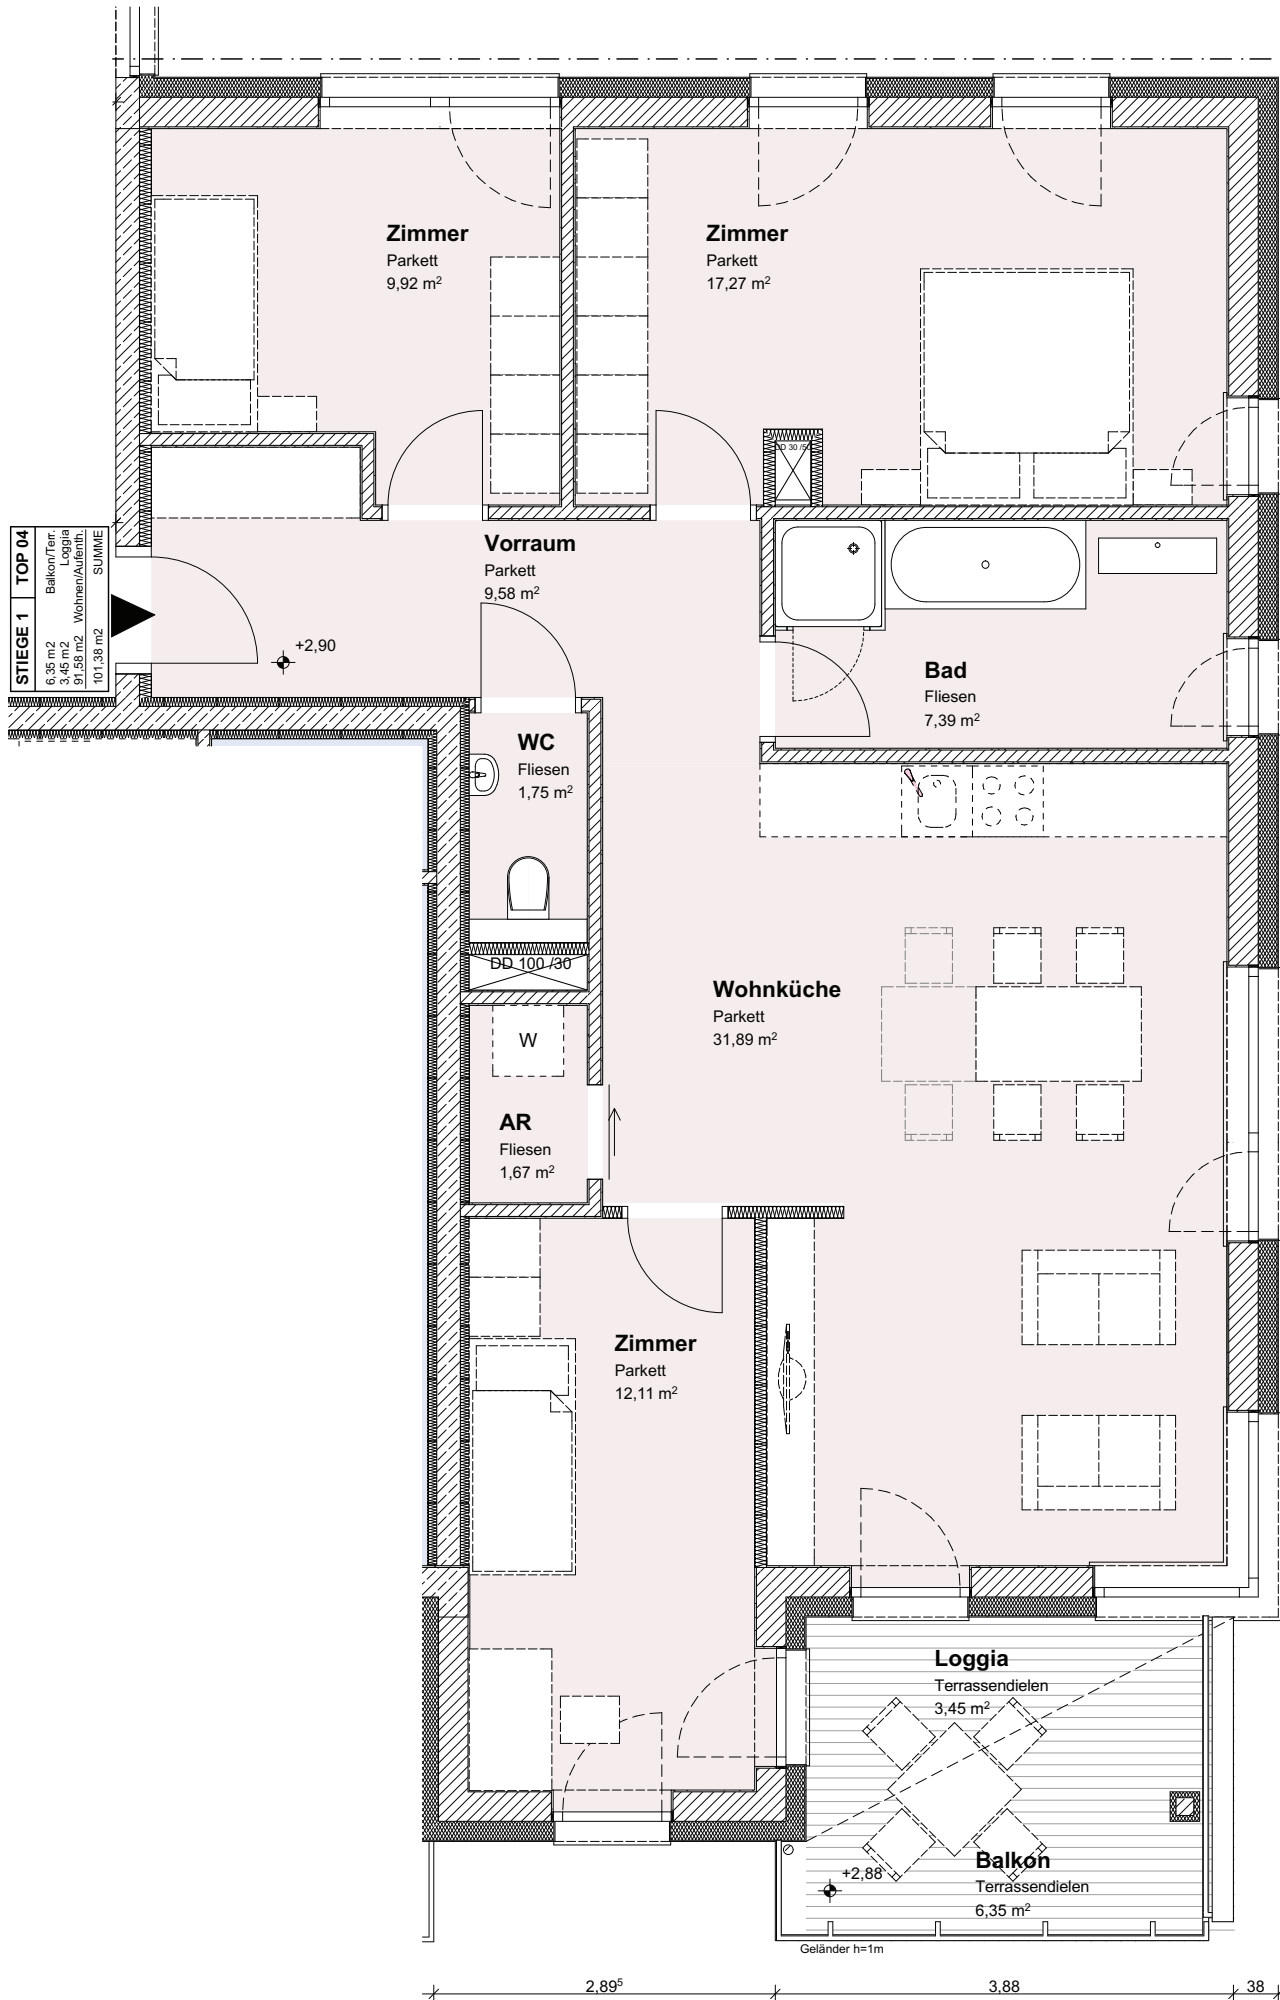 Zimmer
Parkett
9,92 m²
Zimmer
Parkett
17,27 m²
DD 30 /50
STIEGE 1 TOP 04
6,35 m2 Balkon/Terr.
3,45 m2 Loggia
91,58 m2 Wohnen/Aufenth.
101,38 m2 SUMME
Vorraum
Parkett
9,58 m²
+2,90
Bad
Fliesen
7,39 m²
WC
Fliesen
1,75 m²
DD 100 /30
Wohnküche
Parkett
31,89 m²
W
AR
Fliesen
1,67 m²
Zimmer
Parkett
12,11 m²
Loggia
Terrassendielen
3,45 m²
Balkon
Terrassendielen
6,35 m²
+2,88
Geländer h=1m
2,89⁵
3,88
38